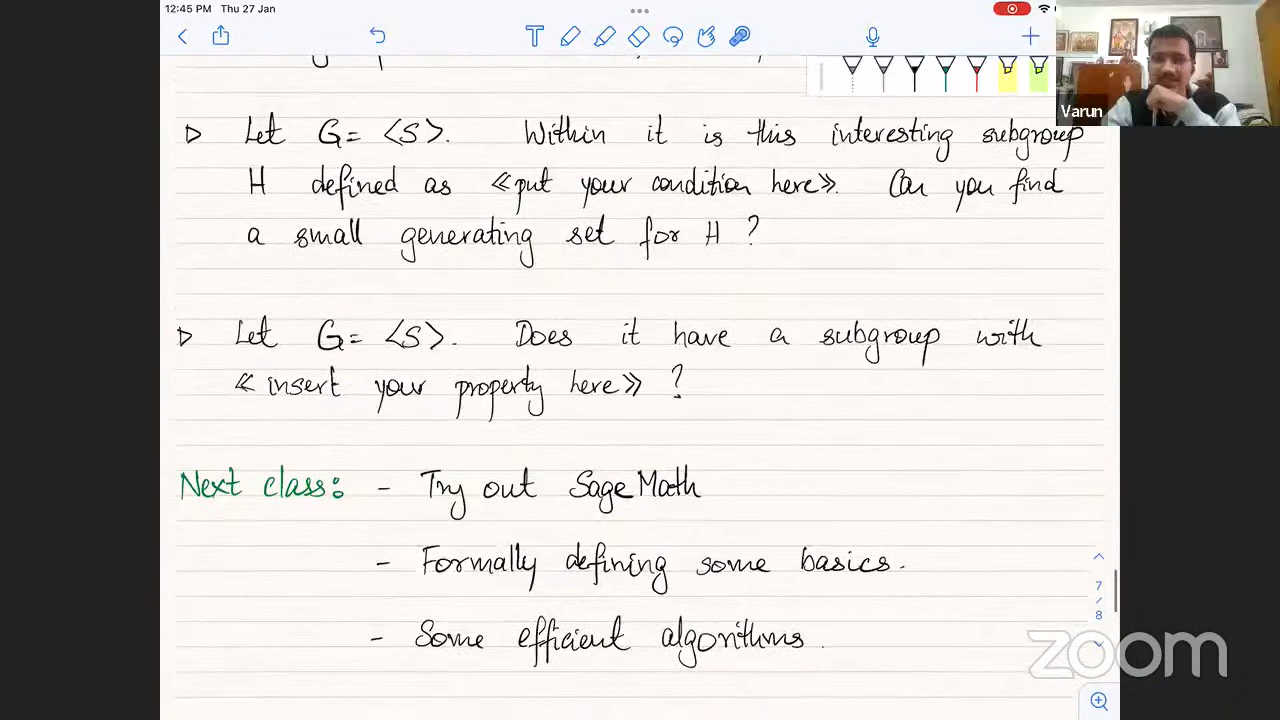 12:45 PM Thu 27 Jan
Varun
▷ Let G = <S>. Within it is this interesting subgroup
H defined as «put your condition here». Can you find
a small generating set for H ?
▷ Let G = <S>. Does it have a subgroup with
« insert your property here» ?
Next class: - Try out SageMath
- Formally defining some basics.
- Some efficient algorithms.
7
/
8
zoom